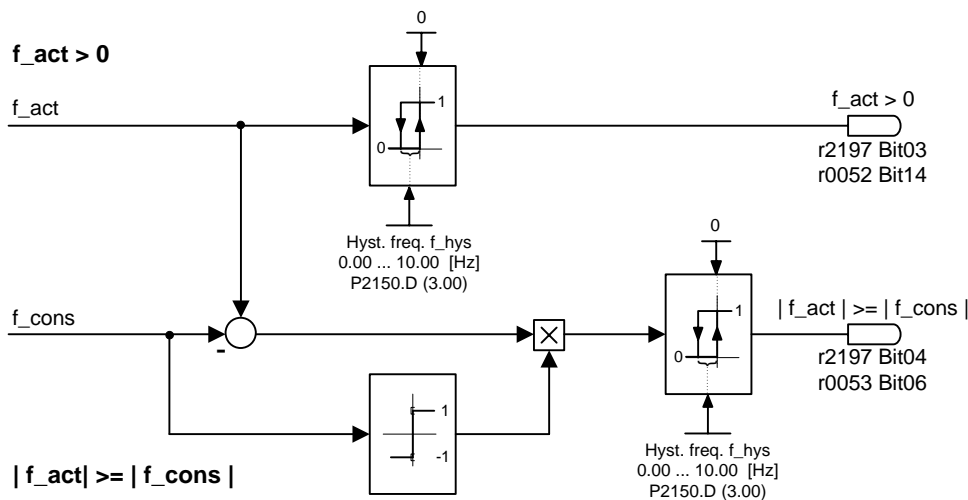 0
f_act > 0
f_act
1
0
f_act > 0
r2197 Bit03
r0052 Bit14
Hyst. freq. f_hys
0.00 ... 10.00 [Hz]
P2150.D (3.00)
0
f_cons
-
1
0
| f_act | >= | f_cons |
r2197 Bit04
r0053 Bit06
1
-1
Hyst. freq. f_hys
0.00 ... 10.00 [Hz]
P2150.D (3.00)
| f_act| >= | f_cons |